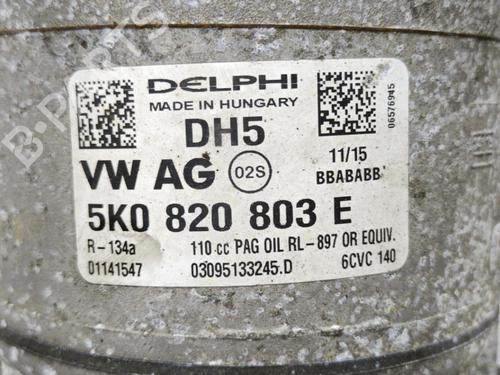 DELPHI
MADE IN HUNGARY
DH5
VW AG 02S
11/15
BBABABB
06576945
5K0 820 803 E
R-134a 110 cc PAG OIL RL-897 OR EQUIV.
01141547 03095133245.D 6CVC 140
B-PARTS